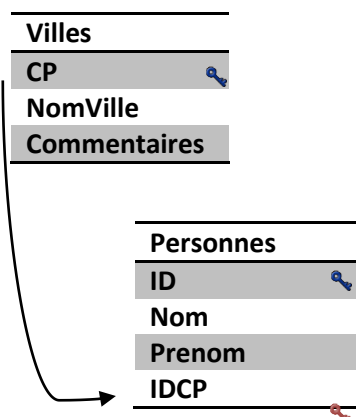 Villes
CP
NomVille
Commentaires
Personnes
ID
Nom
Prenom
IDCP